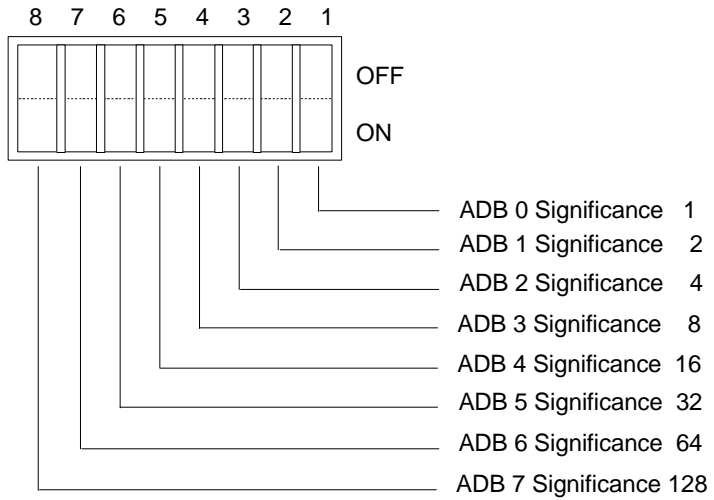 8 7 6 5 4 3 2 1
OFF
ON
ADB 0 Significance 1
ADB 1 Significance 2
ADB 2 Significance 4
ADB 3 Significance 8
ADB 4 Significance 16
ADB 5 Significance 32
ADB 6 Significance 64
ADB 7 Significance 128